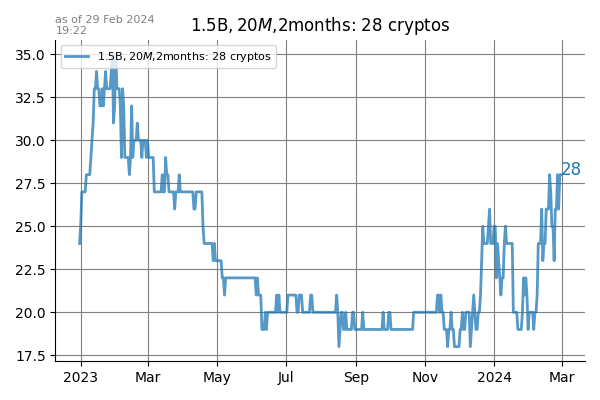 as of 29 Feb 2024
19:22
1.5B, 20M,2months: 28 cryptos
1.5B, 20M,2months: 28 cryptos
35.0
32.5
30.0
27.5
25.0
22.5
20.0
17.5
28
2023 Mar May Jul Sep Nov 2024 Mar